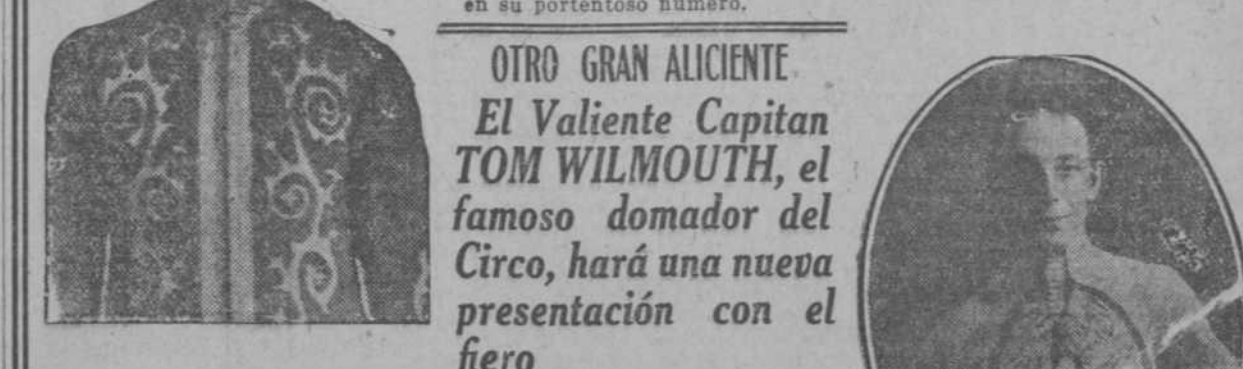 en su portentoso número.
OTRO GRAN ALICIENTE
El Valiente Capitan
TOM WILMOUTH, el
famoso domador del
Circo, hará una nueva
presentación con el
fiero